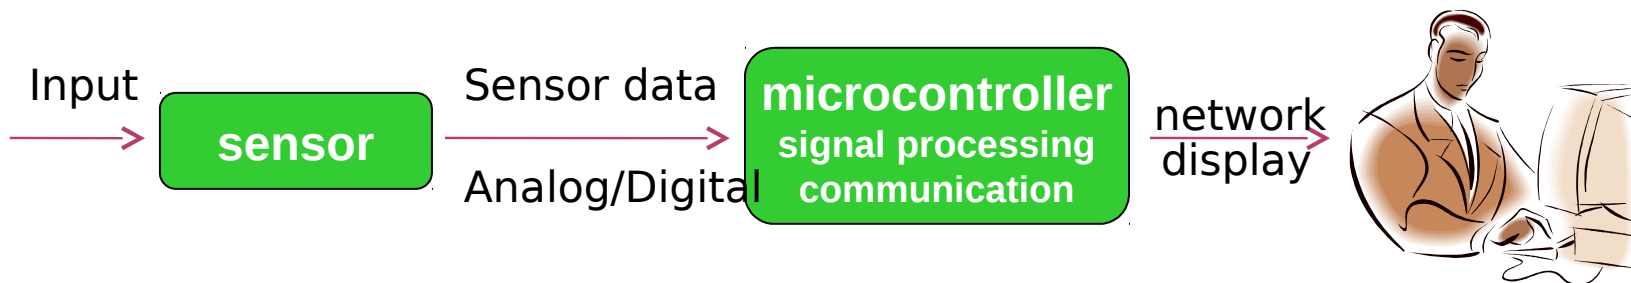 Input
sensor
Sensor data
Analog/Digital
microcontroller
signal processing
communication
network
display